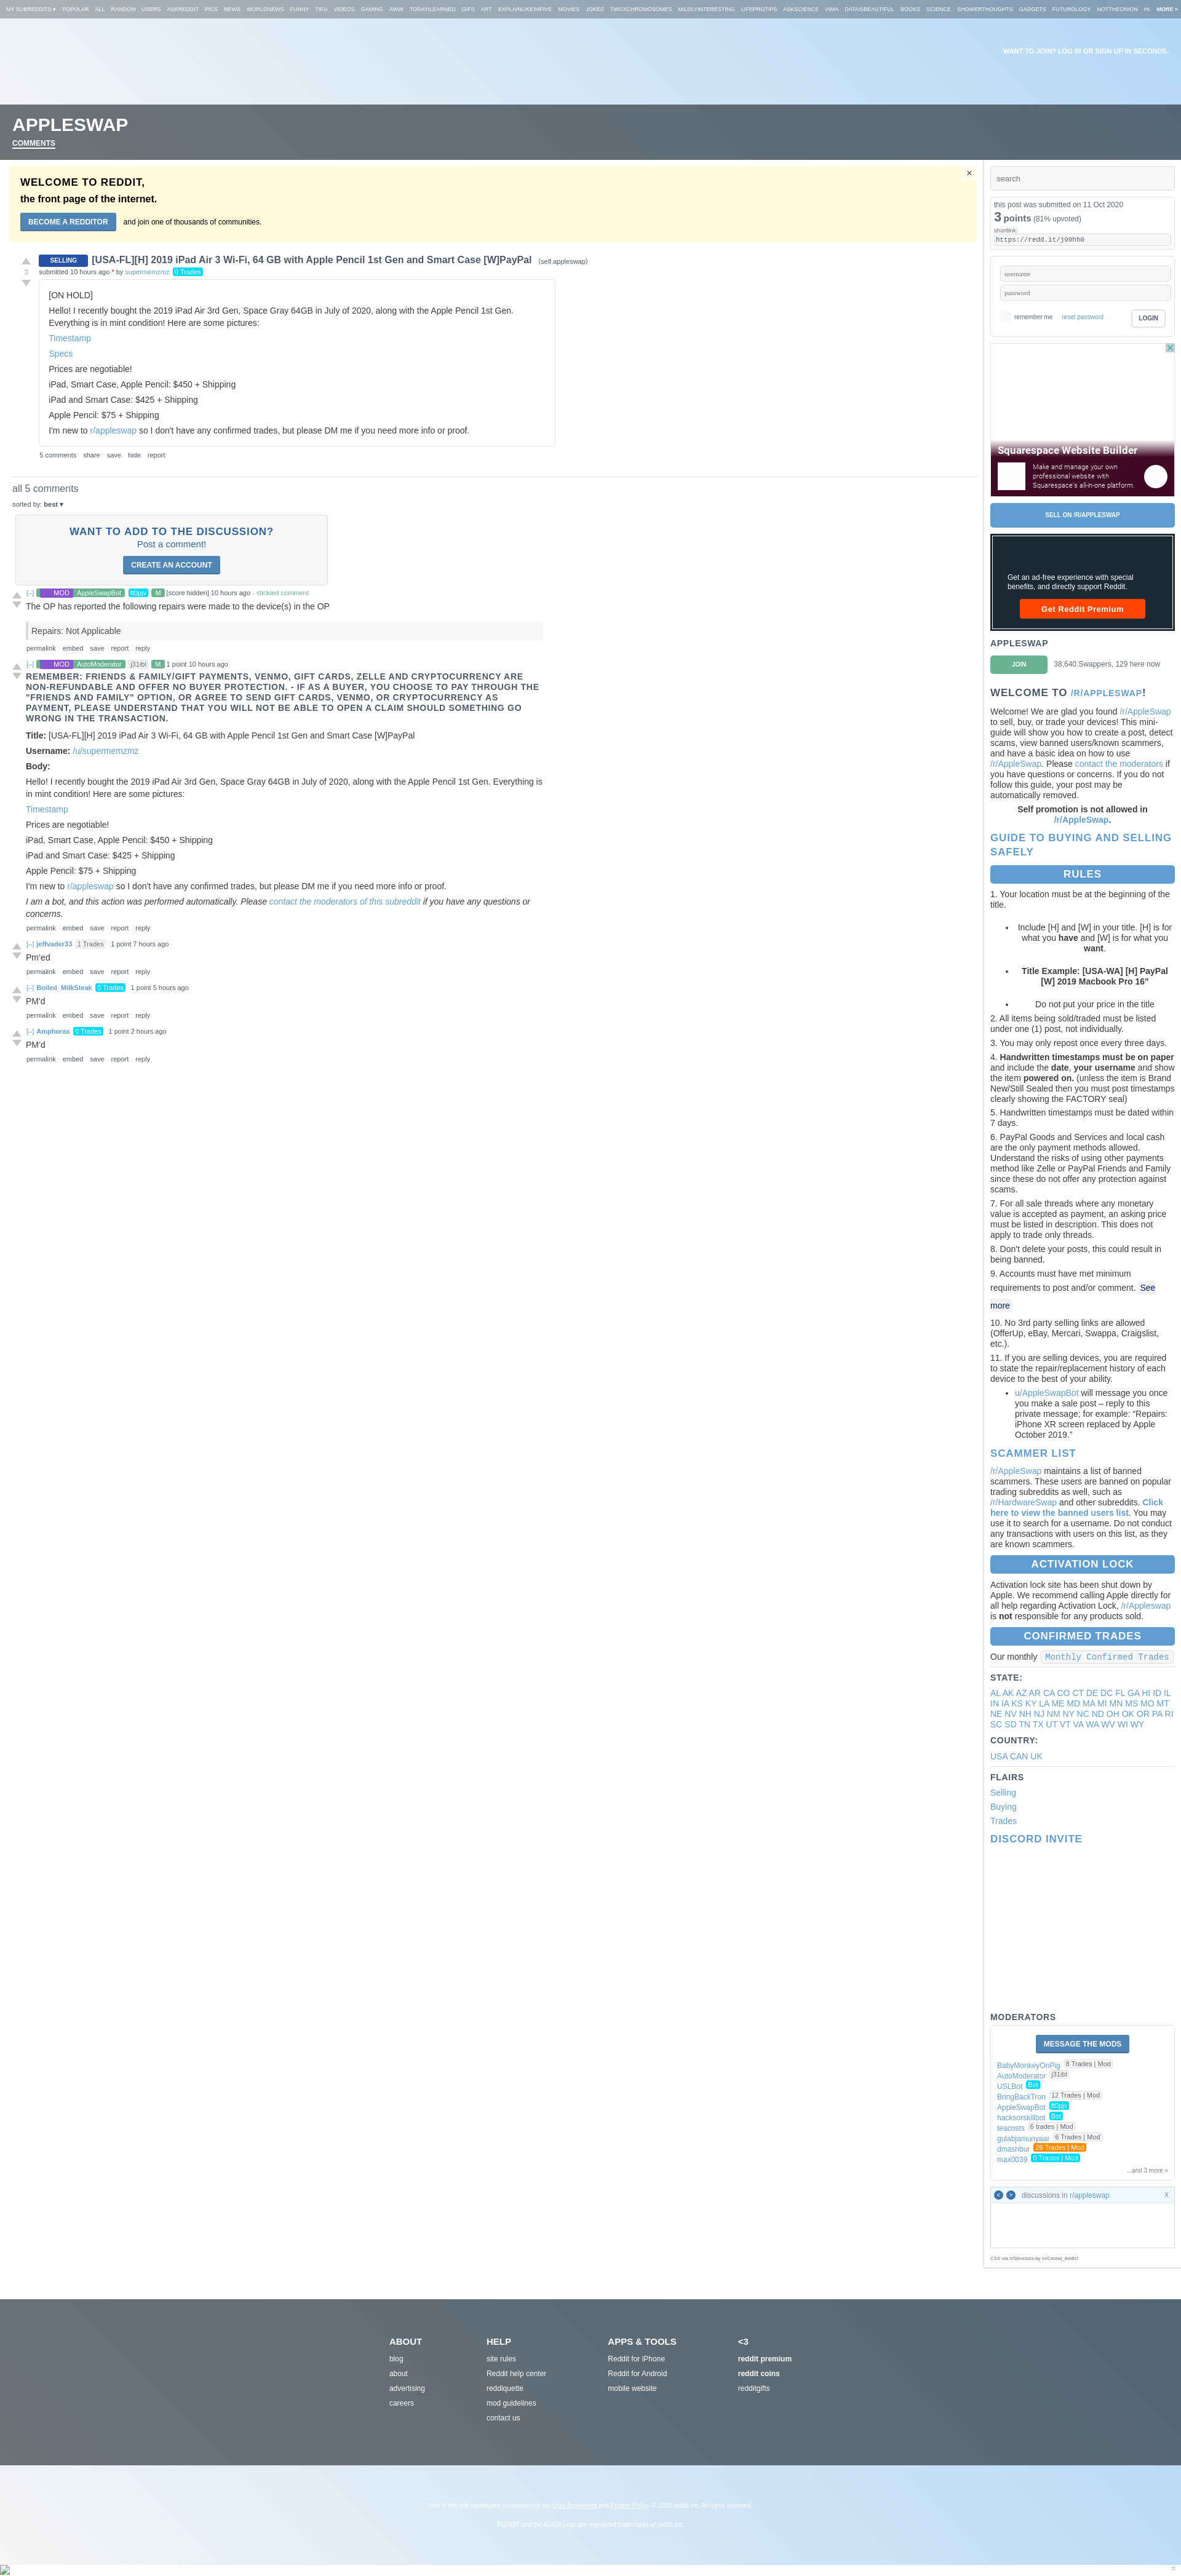 MY SUBREDDITS ▾ POPULAR ALL RANDOM USERS ASKREDDIT PICS NEWS WORLDNEWS FUNNY TIFU VIDEOS GAMING AWW TODAYILEARNED GIFS ART EXPLAINLIKEIMFIVE MOVIES JOKES TWOXCHROMOSOMES MILDLYINTERESTING LIFEPROTIPS ASKSCIENCE IAMA DATAISBEAUTIFUL BOOKS SCIENCE SHOWERTHOUGHTS GADGETS FUTUROLOGY NOTTHEONION HI MORE »
WANT TO JOIN? LOG IN OR SIGN UP IN SECONDS.
APPLESWAP
COMMENTS
WELCOME TO REDDIT,
the front page of the internet.
BECOME A REDDITOR and join one of thousands of communities.
×
3
SELLING [USA-FL][H] 2019 iPad Air 3 Wi-Fi, 64 GB with Apple Pencil 1st Gen and Smart Case [W]PayPal (self.appleswap)
submitted 10 hours ago * by supermemzmz 0 Trades
[ON HOLD]
Hello! I recently bought the 2019 iPad Air 3rd Gen, Space Gray 64GB in July of 2020, along with the Apple Pencil 1st Gen.
Everything is in mint condition! Here are some pictures:
Timestamp
Specs
Prices are negotiable!
iPad, Smart Case, Apple Pencil: $450 + Shipping
iPad and Smart Case: $425 + Shipping
Apple Pencil: $75 + Shipping
I'm new to r/appleswap so I don't have any confirmed trades, but please DM me if you need more info or proof.
5 comments share save hide report
all 5 comments
sorted by: best ▾
WANT TO ADD TO THE DISCUSSION?
Post a comment!
CREATE AN ACCOUNT
[–] MOD AppleSwapBot ft0pjv M [score hidden] 10 hours ago - stickied comment
The OP has reported the following repairs were made to the device(s) in the OP
Repairs: Not Applicable
permalink embed save report reply
[–] MOD AutoModerator j31ibl M 1 point 10 hours ago
REMEMBER: FRIENDS & FAMILY/GIFT PAYMENTS, VENMO, GIFT CARDS, ZELLE AND CRYPTOCURRENCY ARE
NON-REFUNDABLE AND OFFER NO BUYER PROTECTION. - IF AS A BUYER, YOU CHOOSE TO PAY THROUGH THE
"FRIENDS AND FAMILY" OPTION, OR AGREE TO SEND GIFT CARDS, VENMO, OR CRYPTOCURRENCY AS
PAYMENT, PLEASE UNDERSTAND THAT YOU WILL NOT BE ABLE TO OPEN A CLAIM SHOULD SOMETHING GO
WRONG IN THE TRANSACTION.
Title: [USA-FL][H] 2019 iPad Air 3 Wi-Fi, 64 GB with Apple Pencil 1st Gen and Smart Case [W]PayPal
Username: /u/supermemzmz
Body:
Hello! I recently bought the 2019 iPad Air 3rd Gen, Space Gray 64GB in July of 2020, along with the Apple Pencil 1st Gen. Everything is
in mint condition! Here are some pictures:
Timestamp
Prices are negotiable!
iPad, Smart Case, Apple Pencil: $450 + Shipping
iPad and Smart Case: $425 + Shipping
Apple Pencil: $75 + Shipping
I'm new to r/appleswap so I don't have any confirmed trades, but please DM me if you need more info or proof.
I am a bot, and this action was performed automatically. Please contact the moderators of this subreddit if you have any questions or
concerns.
permalink embed save report reply
[–] jeffvader33 1 Trades 1 point 7 hours ago
Pm'ed
permalink embed save report reply
[–] Boiled_MilkSteak 0 Trades 1 point 5 hours ago
PM'd
permalink embed save report reply
[–] Amphorax 0 Trades 1 point 2 hours ago
PM'd
permalink embed save report reply
search
this post was submitted on 11 Oct 2020
3 points (81% upvoted)
shortlink:
https://redd.it/j99hh0
username
password
remember me reset password LOGIN
Squarespace Website Builder
Make and manage your own
professional website with
Squarespace's all-in-one platform.
SELL ON /R/APPLESWAP
Get an ad-free experience with special
benefits, and directly support Reddit.
Get Reddit Premium
APPLESWAP
JOIN 38,640 Swappers, 129 here now
WELCOME TO /R/APPLESWAP!
Welcome! We are glad you found /r/AppleSwap
to sell, buy, or trade your devices! This mini-
guide will show you how to create a post, detect
scams, view banned users/known scammers,
and have a basic idea on how to use
/r/AppleSwap. Please contact the moderators if
you have questions or concerns. If you do not
follow this guide, your post may be
automatically removed.
Self promotion is not allowed in
/r/AppleSwap.
GUIDE TO BUYING AND SELLING
SAFELY
RULES
1. Your location must be at the beginning of the
title.
• Include [H] and [W] in your title. [H] is for
what you have and [W] is for what you
want.
• Title Example: [USA-WA] [H] PayPal
[W] 2019 Macbook Pro 16"
• Do not put your price in the title
2. All items being sold/traded must be listed
under one (1) post, not individually.
3. You may only repost once every three days.
4. Handwritten timestamps must be on paper
and include the date, your username and show
the item powered on. (unless the item is Brand
New/Still Sealed then you must post timestamps
clearly showing the FACTORY seal)
5. Handwritten timestamps must be dated within
7 days.
6. PayPal Goods and Services and local cash
are the only payment methods allowed.
Understand the risks of using other payments
method like Zelle or PayPal Friends and Family
since these do not offer any protection against
scams.
7. For all sale threads where any monetary
value is accepted as payment, an asking price
must be listed in description. This does not
apply to trade only threads.
8. Don't delete your posts, this could result in
being banned.
9. Accounts must have met minimum
requirements to post and/or comment. See
more
10. No 3rd party selling links are allowed
(OfferUp, eBay, Mercari, Swappa, Craigslist,
etc.).
11. If you are selling devices, you are required
to state the repair/replacement history of each
device to the best of your ability.
• u/AppleSwapBot will message you once
you make a sale post – reply to this
private message; for example: “Repairs:
iPhone XR screen replaced by Apple
October 2019.”
SCAMMER LIST
/r/AppleSwap maintains a list of banned
scammers. These users are banned on popular
trading subreddits as well, such as
/r/HardwareSwap and other subreddits. Click
here to view the banned users list. You may
use it to search for a username. Do not conduct
any transactions with users on this list, as they
are known scammers.
ACTIVATION LOCK
Activation lock site has been shut down by
Apple. We recommend calling Apple directly for
all help regarding Activation Lock, /r/Appleswap
is not responsible for any products sold.
CONFIRMED TRADES
Our monthly Monthly Confirmed Trades
STATE:
AL AK AZ AR CA CO CT DE DC FL GA HI ID IL
IN IA KS KY LA ME MD MA MI MN MS MO MT
NE NV NH NJ NM NY NC ND OH OK OR PA RI
SC SD TN TX UT VT VA WA WV WI WY
COUNTRY:
USA CAN UK
FLAIRS
Selling
Buying
Trades
DISCORD INVITE
MODERATORS
MESSAGE THE MODS
BabyMonkeyOnPig 8 Trades | Mod
AutoModerator j31ibl
USLBot Bot
BringBackTron 12 Trades | Mod
AppleSwapBot ft0pjv
hacksorskillbot Bot
teacosts 6 trades | Mod
gulabjamunyaar 6 Trades | Mod
dmashbur 26 Trades | Mod
max0039 0 Trades | Mod
...and 3 more »
< > discussions in r/appleswap X
CSS via /r/Structura by /u/Cereal_Addict
ABOUT
blog
about
advertising
careers
HELP
site rules
Reddit help center
reddiquette
mod guidelines
contact us
APPS & TOOLS
Reddit for iPhone
Reddit for Android
mobile website
<3
reddit premium
reddit coins
redditgifts
Use of this site constitutes acceptance of our User Agreement and Privacy Policy. © 2020 reddit inc. All rights reserved.
REDDIT and the ALIEN Logo are registered trademarks of reddit inc.
π